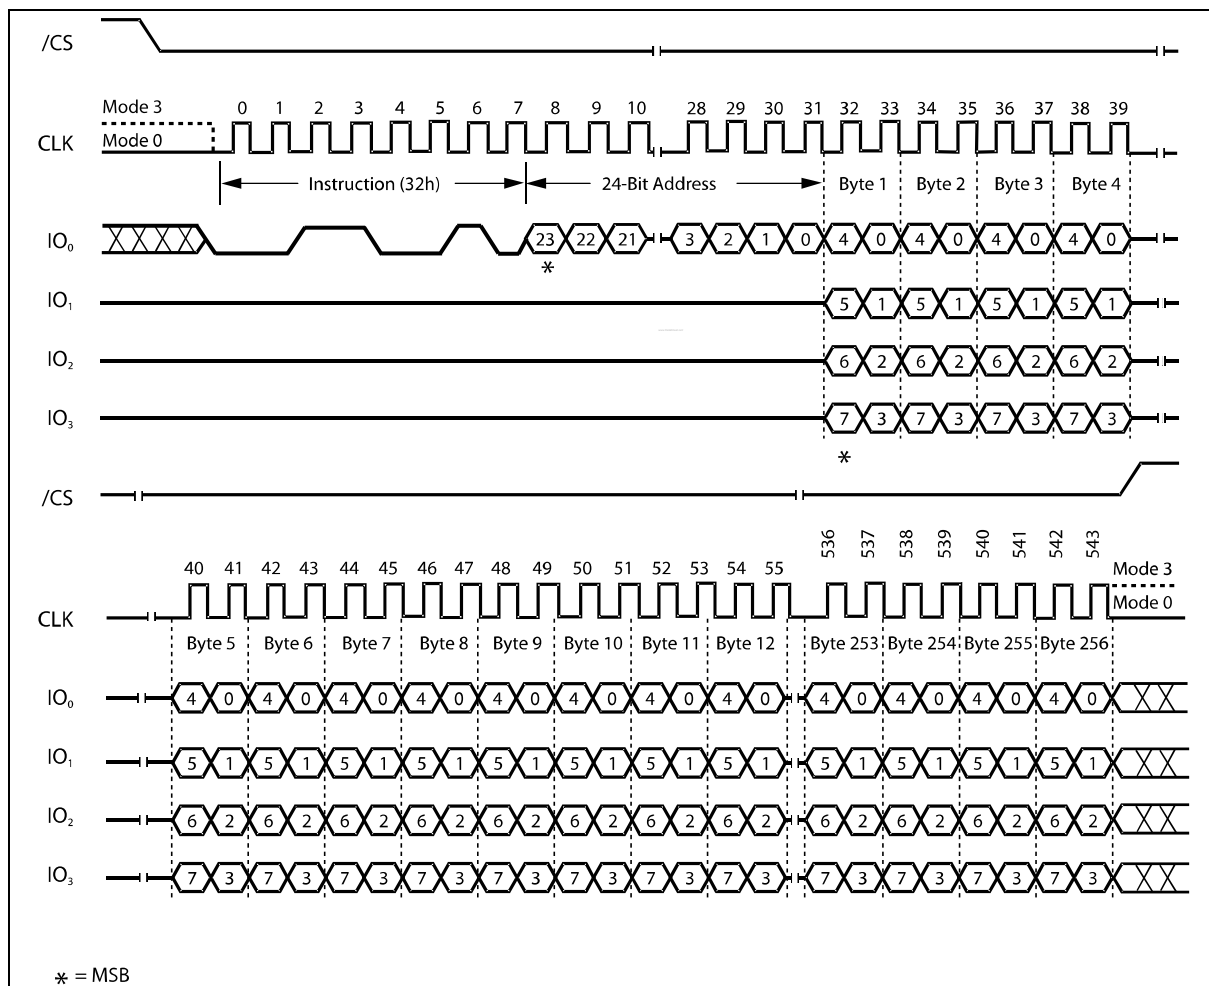 /CS
0 1 2 3 4 5 6 7 8 9 10 28 29 30 31 32 33 34 35 36 37 38 39
Mode 3
CLK Mode 0
Instruction (32h) 24-Bit Address Byte 1 Byte 2 Byte 3 Byte 4
IO0 23 22 21 3 2 1 0 4 0 4 0 4 0 4 0
*
IO1 5 1 5 1 5 1 5 1
IO2 6 2 6 2 6 2 6 2
IO3 7 3 7 3 7 3 7 3
*
/CS
536 537 538 539 540 541 542 543
40 41 42 43 44 45 46 47 48 49 50 51 52 53 54 55 Mode 3
CLK Mode 0
Byte 5 Byte 6 Byte 7 Byte 8 Byte 9 Byte 10 Byte 11 Byte 12 Byte 253 Byte 254 Byte 255 Byte 256
IO0 4 0 4 0 4 0 4 0 4 0 4 0 4 0 4 0 4 0 4 0 4 0 4 0
IO1 5 1 5 1 5 1 5 1 5 1 5 1 5 1 5 1 5 1 5 1 5 1 5 1
IO2 6 2 6 2 6 2 6 2 6 2 6 2 6 2 6 2 6 2 6 2 6 2 6 2
IO3 7 3 7 3 7 3 7 3 7 3 7 3 7 3 7 3 7 3 7 3 7 3 7 3
* = MSB